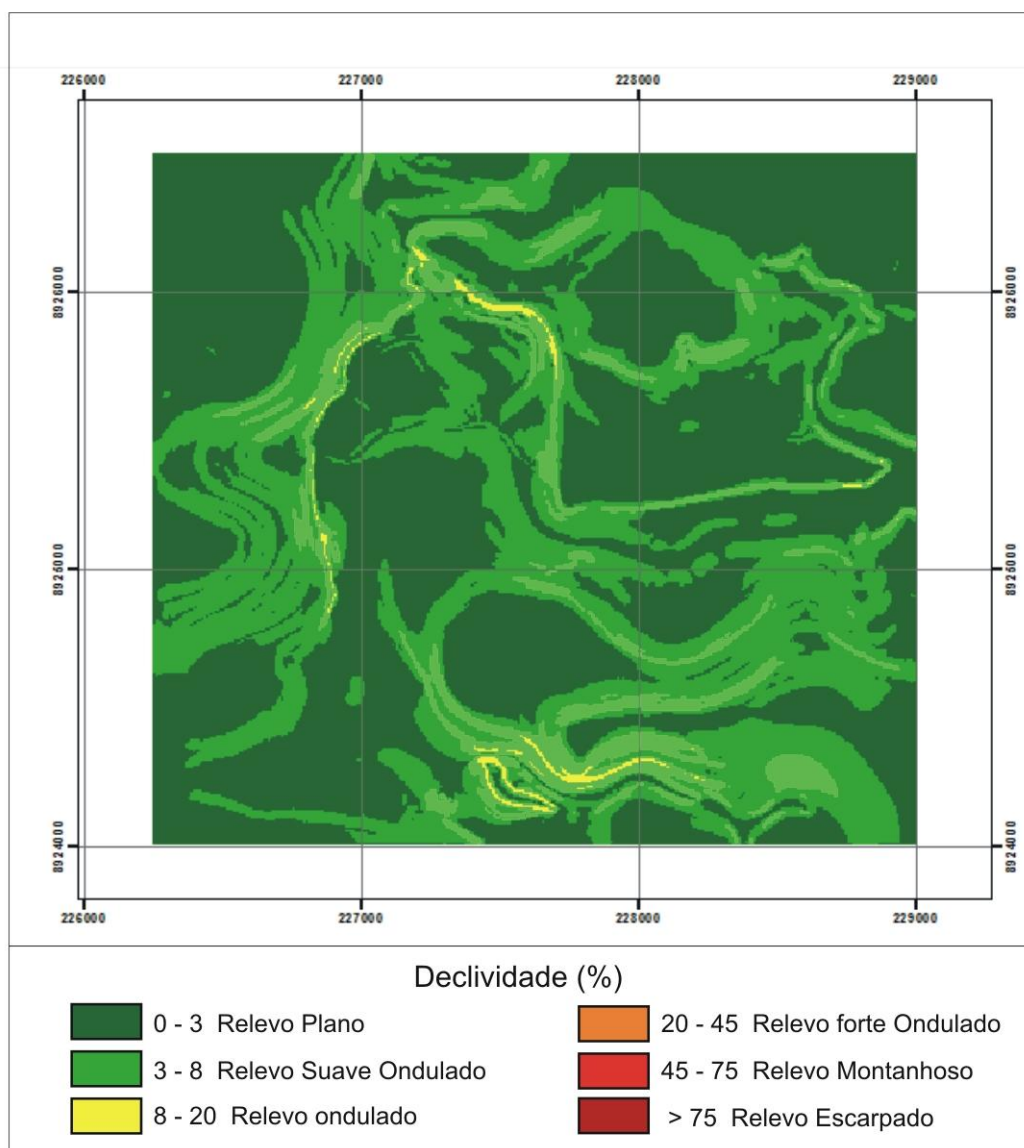 226000 227000 228000 229000
8926000 8926000
8925000 8925000
8924000 8924000
226000 227000 228000 229000
Declividade (%)
0 - 3 Relevo Plano
3 - 8 Relevo Suave Ondulado
8 - 20 Relevo ondulado
20 - 45 Relevo forte Ondulado
45 - 75 Relevo Montanhoso
> 75 Relevo Escarpado